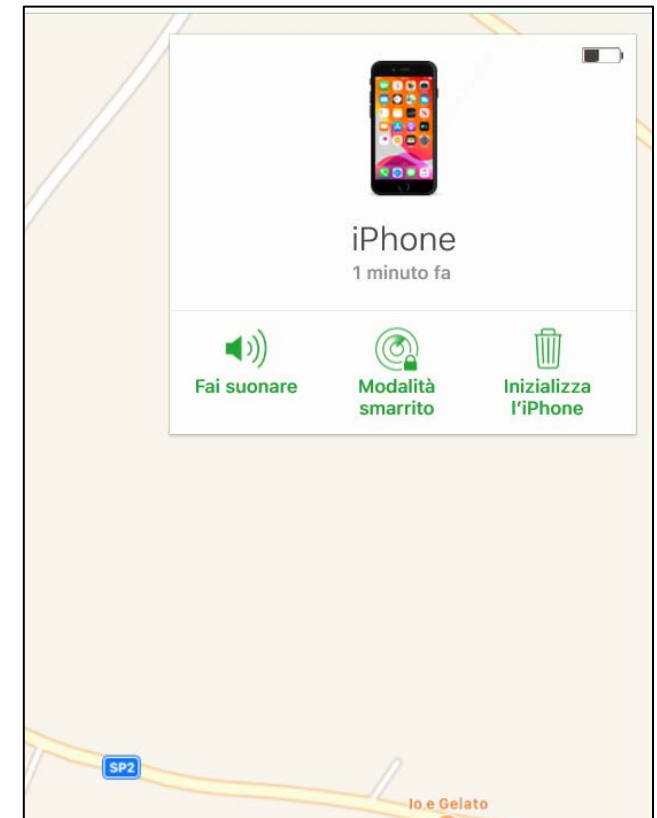 iPhone
1 minuto fa
Fai suonare
Modalità
smarrito
Inizializza
l'iPhone
SP2
Io e Gelato